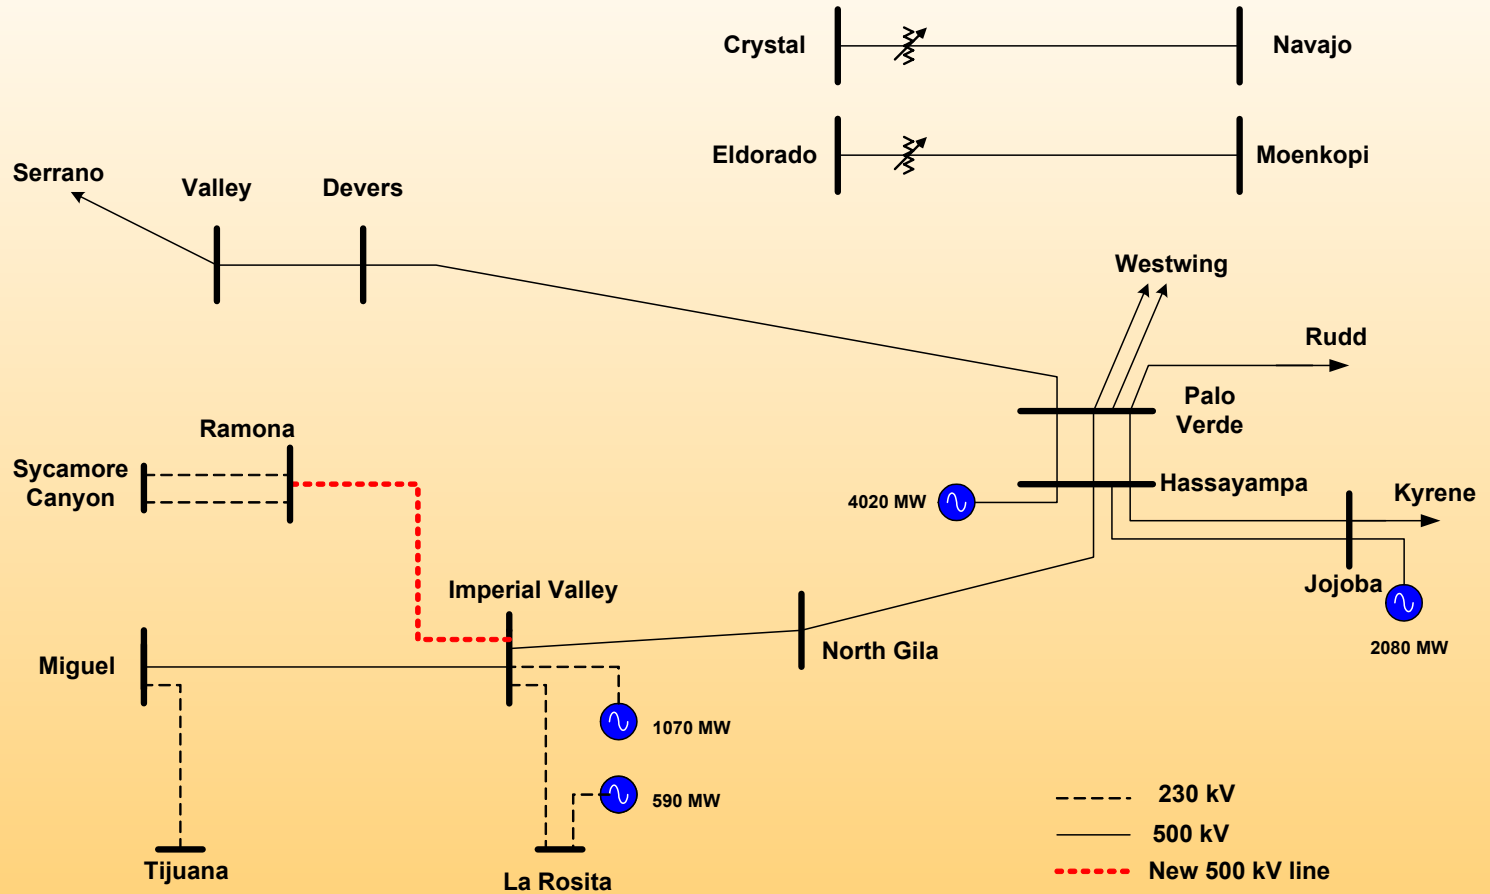 Crystal
Navajo
Eldorado
Moenkopi
Serrano
Valley
Devers
Westwing
Rudd
Palo
Verde
Ramona
Sycamore
Canyon
Hassayampa
4020 MW
Kyrene
Jojoba
2080 MW
Imperial Valley
North Gila
Miguel
1070 MW
590 MW
Tijuana
La Rosita
230 kV
500 kV
New 500 kV line